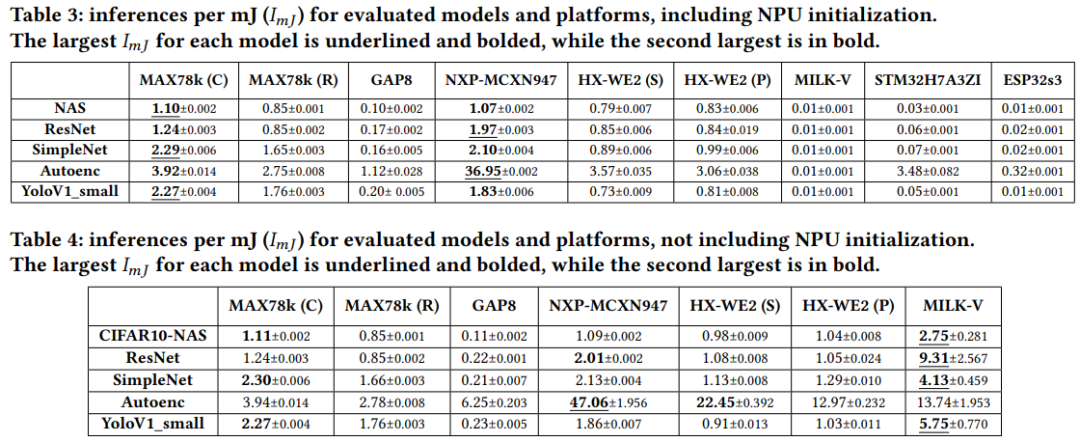 Table 3: inferences per mJ (I_mJ) for evaluated models and platforms, including NPU initialization.
The largest I_mJ for each model is underlined and bolded, while the second largest is in bold.
MAX78k (C) MAX78k (R) GAP8 NXP-MCXN947 HX-WE2 (S) HX-WE2 (P) MILK-V STM32H7A3ZI ESP32s3
NAS 1.10±0.002 0.85±0.001 0.10±0.002 1.07±0.002 0.79±0.007 0.83±0.006 0.01±0.001 0.03±0.001 0.01±0.001
ResNet 1.24±0.003 0.85±0.002 0.17±0.002 1.97±0.003 0.85±0.006 0.84±0.019 0.01±0.001 0.06±0.001 0.02±0.001
SimpleNet 2.29±0.006 1.65±0.003 0.16±0.005 2.10±0.004 0.89±0.006 0.99±0.006 0.01±0.001 0.07±0.001 0.02±0.001
Autoenc 3.92±0.014 2.75±0.008 1.12±0.028 36.95±0.002 3.57±0.035 3.06±0.038 0.01±0.001 3.48±0.082 0.32±0.001
YoloV1_small 2.27±0.004 1.76±0.003 0.20± 0.005 1.83±0.006 0.73±0.009 0.81±0.008 0.01±0.001 0.05±0.001 0.01±0.001
Table 4: inferences per mJ (I_mJ) for evaluated models and platforms, not including NPU initialization.
The largest I_mJ for each model is underlined and bolded, while the second largest is in bold.
MAX78k (C) MAX78k (R) GAP8 NXP-MCXN947 HX-WE2 (S) HX-WE2 (P) MILK-V
CIFAR10-NAS 1.11±0.002 0.85±0.001 0.11±0.002 1.09±0.002 0.98±0.009 1.04±0.008 2.75±0.281
ResNet 1.24±0.003 0.85±0.002 0.22±0.001 2.01±0.002 1.08±0.008 1.05±0.024 9.31±2.567
SimpleNet 2.30±0.006 1.66±0.003 0.21±0.007 2.13±0.004 1.13±0.008 1.29±0.010 4.13±0.459
Autoenc 3.94±0.014 2.78±0.008 6.25±0.203 47.06±1.956 22.45±0.392 12.97±0.232 13.74±1.953
YoloV1_small 2.27±0.004 1.76±0.003 0.23±0.005 1.86±0.007 0.91±0.013 1.03±0.011 5.75±0.770